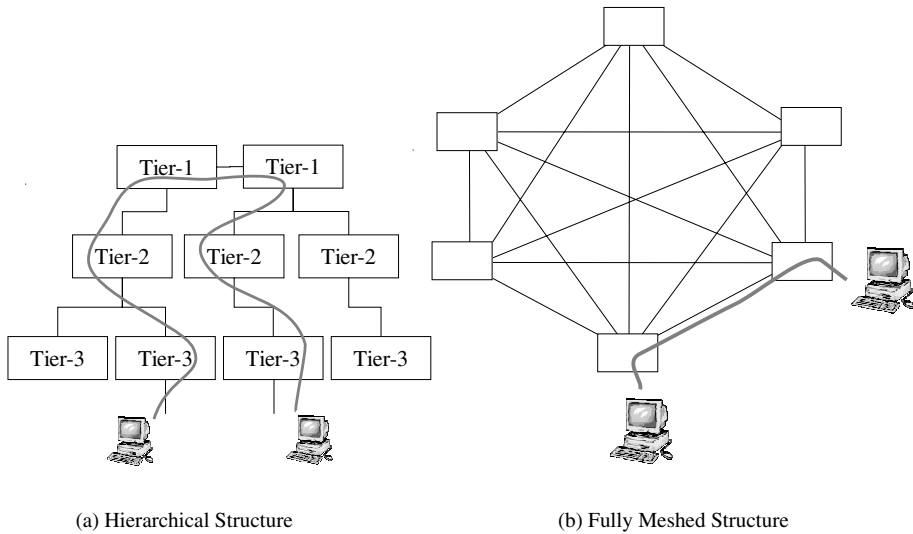 Tier-1 Tier-1
Tier-2 Tier-2 Tier-2
Tier-3 Tier-3 Tier-3 Tier-3
(a) Hierarchical Structure
(b) Fully Meshed Structure